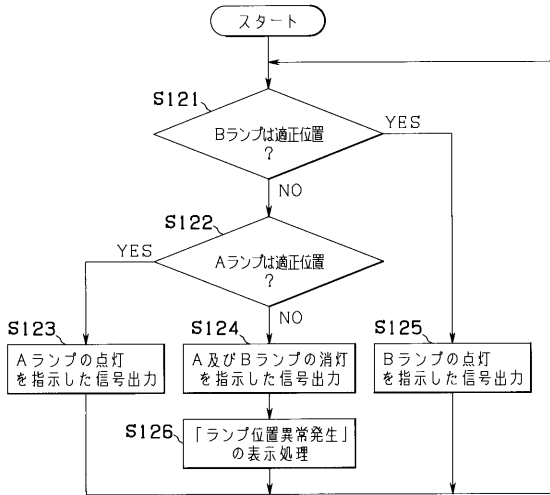 スタート
S121
Bランプは適正位置
?
YES
NO
S122
YES
Aランプは適正位置
?
NO
S123
Aランプの点灯
を指示した信号出力
S124
A及びBランプの消灯
を指示した信号出力
S125
Bランプの点灯
を指示した信号出力
S126
「ランプ位置異常発生」
の表示処理